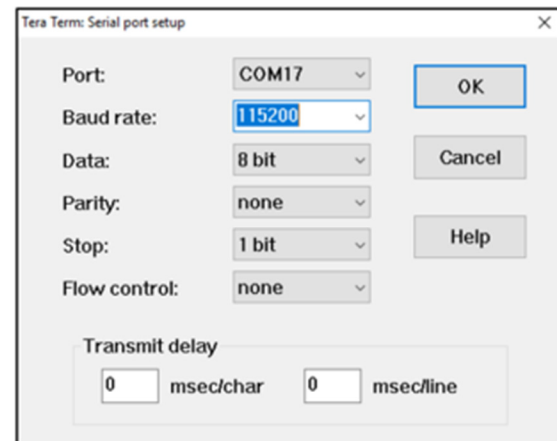 Tera Term: Serial port setup
Port: COM17
OK
Baud rate: 115200
Data: 8 bit
Cancel
Parity: none
Stop: 1 bit
Help
Flow control: none
Transmit delay
0 msec/char 0 msec/line